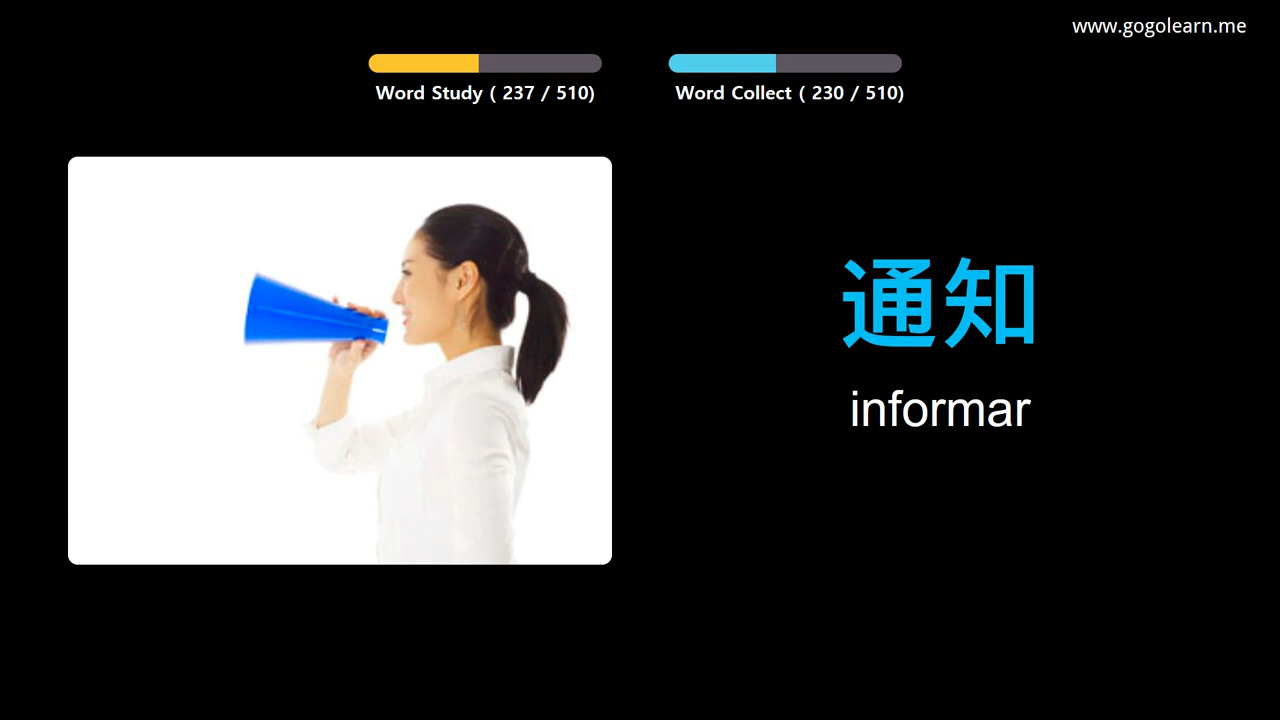 www.gogolearn.me
Word Study ( 237 / 510)
Word Collect ( 230 / 510)
通知
informar